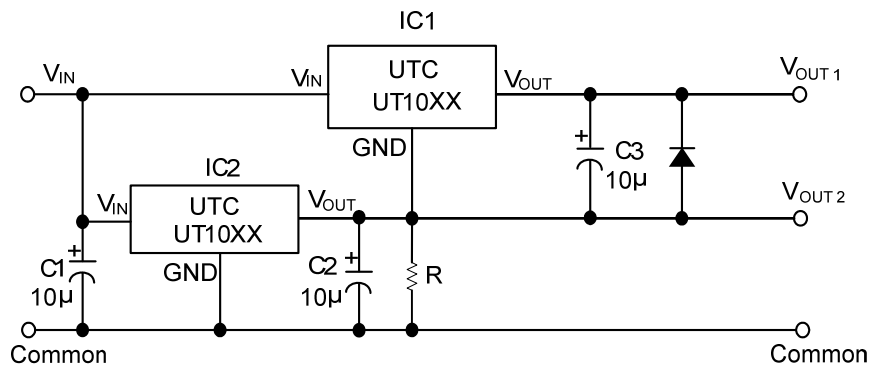 IC1
VIN
VIN
UTC
UT10XX
VOUT
VOUT 1
GND
C3
10μ
IC2
VIN
UTC
UT10XX
VOUT
VOUT 2
GND
C1
10μ
C2
10μ
R
Common
Common